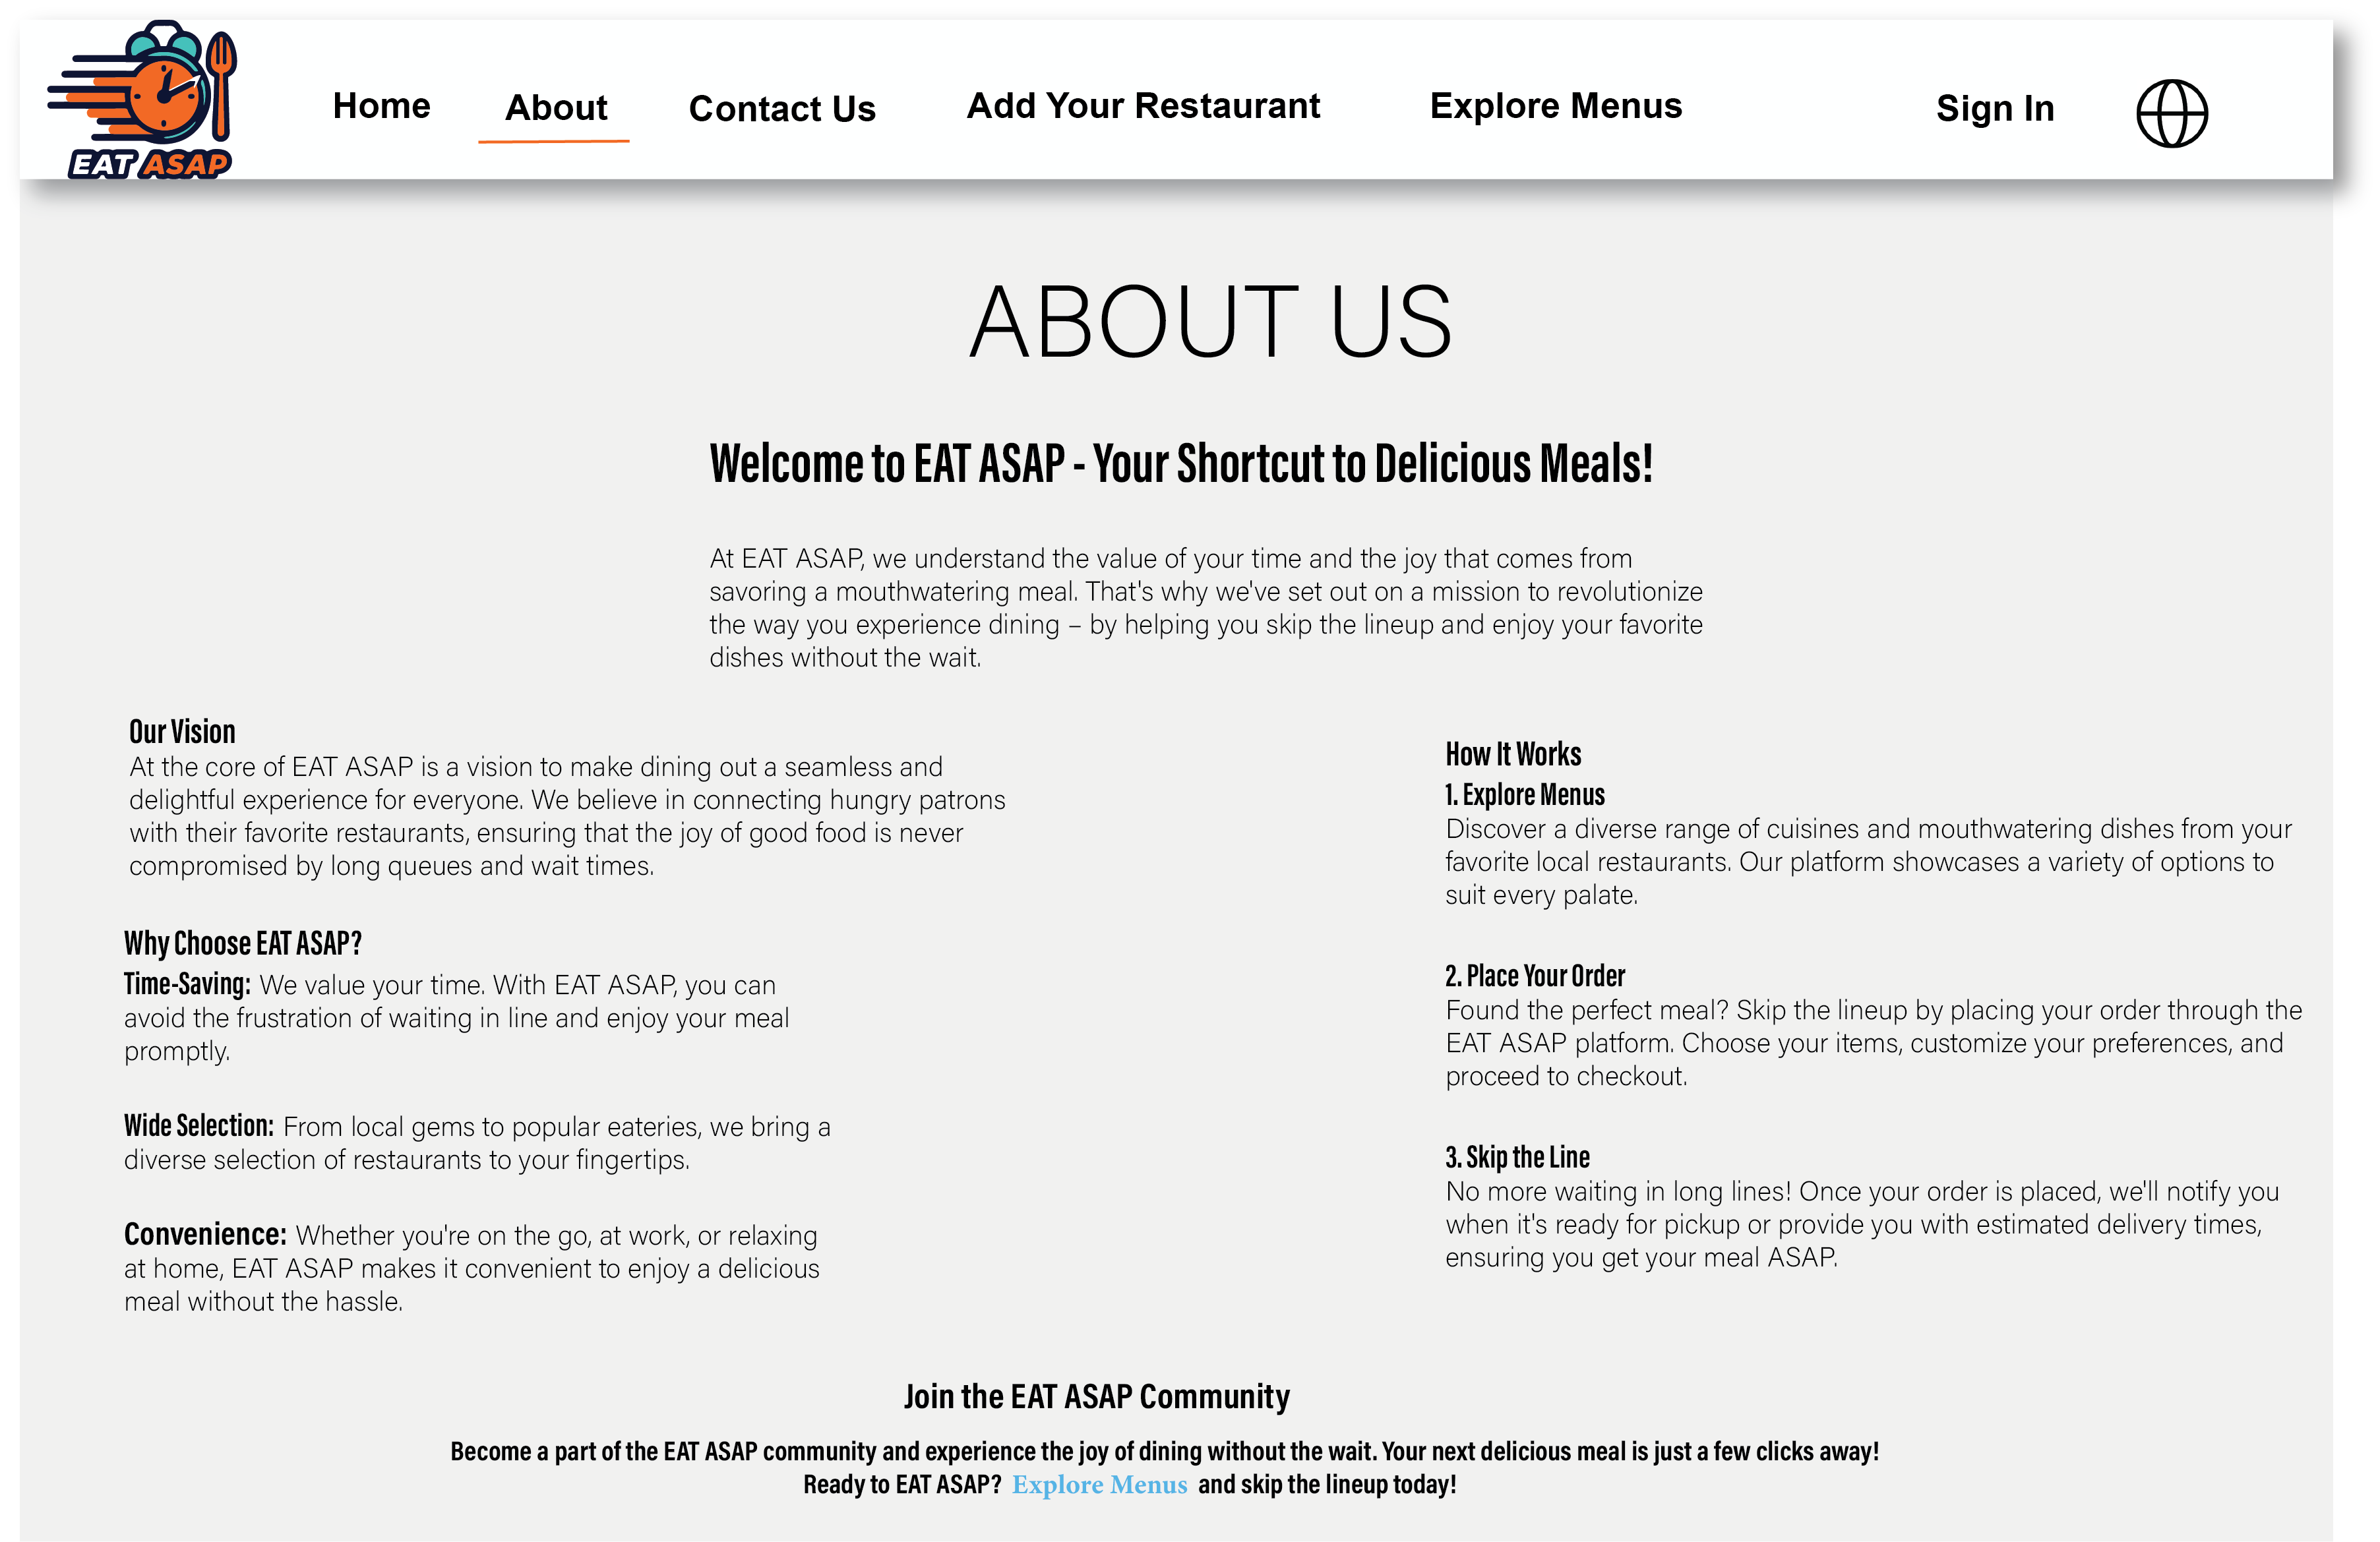 EAT ASAP
Home
About
Contact Us
Add Your Restaurant
Explore Menus
Sign In
ABOUT US
Welcome to EAT ASAP - Your Shortcut to Delicious Meals!
At EAT ASAP, we understand the value of your time and the joy that comes from
savoring a mouthwatering meal. That's why we've set out on a mission to revolutionize
the way you experience dining – by helping you skip the lineup and enjoy your favorite
dishes without the wait.
Our Vision
At the core of EAT ASAP is a vision to make dining out a seamless and
delightful experience for everyone. We believe in connecting hungry patrons
with their favorite restaurants, ensuring that the joy of good food is never
compromised by long queues and wait times.
Why Choose EAT ASAP?
Time-Saving: We value your time. With EAT ASAP, you can
avoid the frustration of waiting in line and enjoy your meal
promptly.
Wide Selection: From local gems to popular eateries, we bring a
diverse selection of restaurants to your fingertips.
Convenience: Whether you're on the go, at work, or relaxing
at home, EAT ASAP makes it convenient to enjoy a delicious
meal without the hassle.
How It Works
1. Explore Menus
Discover a diverse range of cuisines and mouthwatering dishes from your
favorite local restaurants. Our platform showcases a variety of options to
suit every palate.
2. Place Your Order
Found the perfect meal? Skip the lineup by placing your order through the
EAT ASAP platform. Choose your items, customize your preferences, and
proceed to checkout.
3. Skip the Line
No more waiting in long lines! Once your order is placed, we'll notify you
when it's ready for pickup or provide you with estimated delivery times,
ensuring you get your meal ASAP.
Join the EAT ASAP Community
Become a part of the EAT ASAP community and experience the joy of dining without the wait. Your next delicious meal is just a few clicks away!
Ready to EAT ASAP? Explore Menus and skip the lineup today!